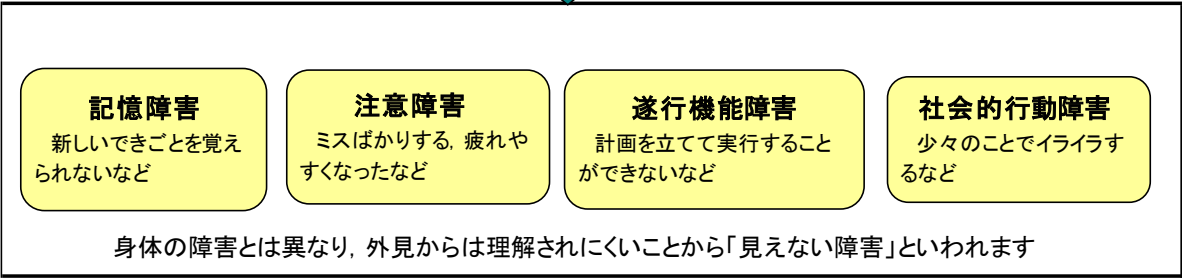 記憶障害
新しいできごとを覚え
られないなど
注意障害
ミスばかりする, 疲れや
すくなったなど
遂行機能障害
計画を立てて実行すること
ができないなど
社会的行動障害
少々のことでイライラす
るなど
身体の障害とは異なり, 外見からは理解されにくいことから「見えない障害」といわれます